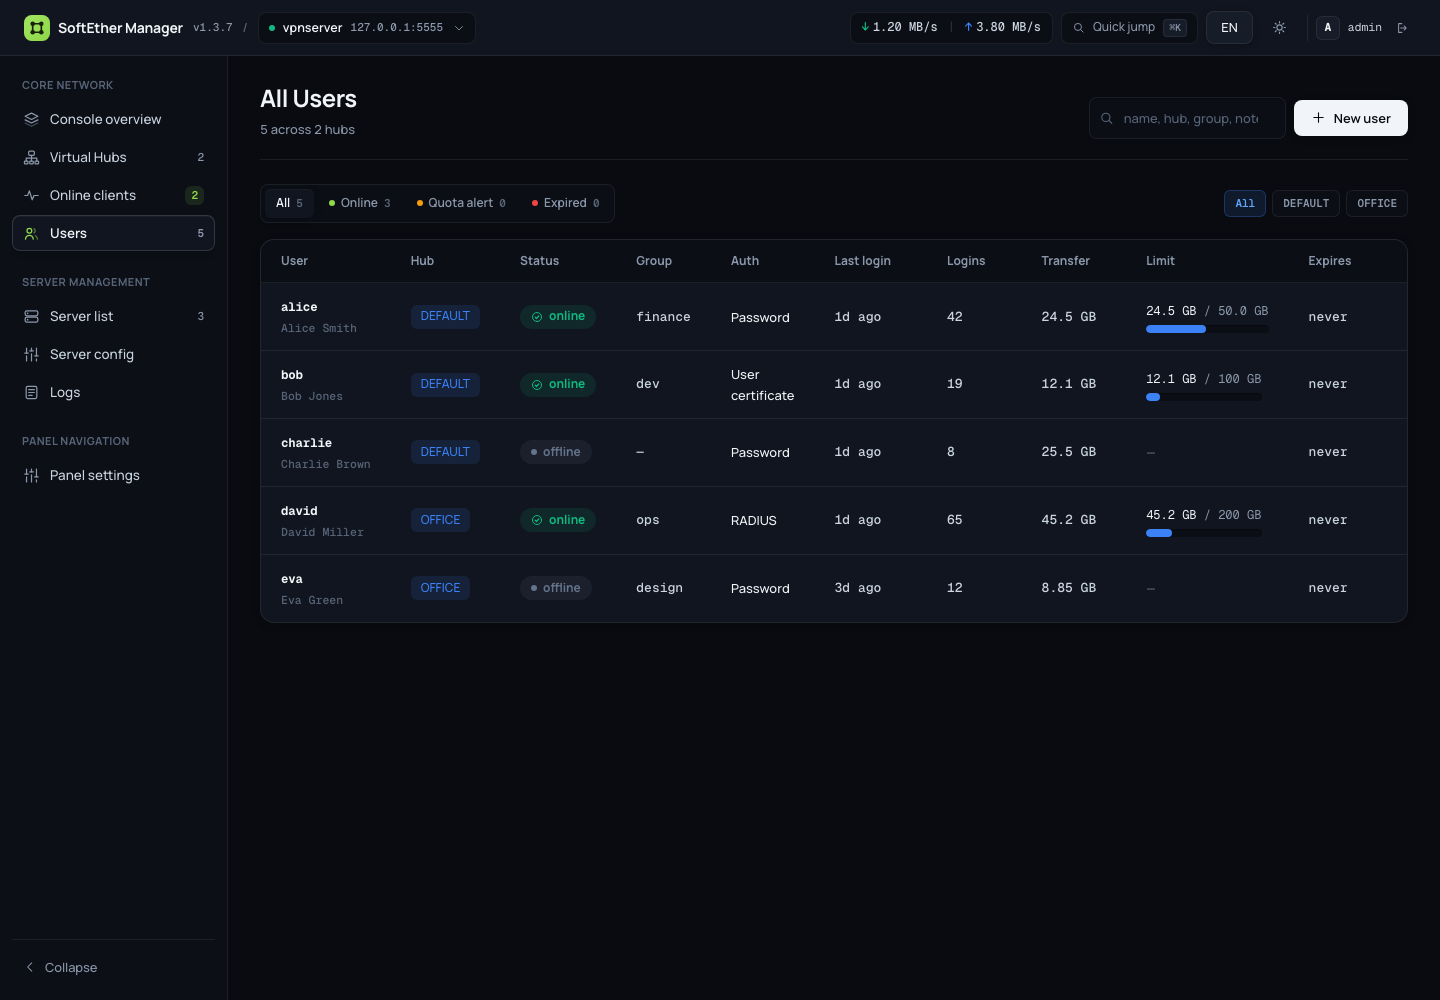 SoftEther Manager v1.3.7 / vpnserver 127.0.0.1:5555
1.20 MB/s 3.80 MB/s Quick jump ⌘K EN A admin
CORE NETWORK
Console overview
Virtual Hubs 2
Online clients 2
Users 5
SERVER MANAGEMENT
Server list 3
Server config
Logs
PANEL NAVIGATION
Panel settings
Collapse
All Users
5 across 2 hubs
name, hub, group, note
New user
All 5 Online 3 Quota alert 0 Expired 0
All DEFAULT OFFICE
User Hub Status Group Auth Last login Logins Transfer Limit Expires
alice DEFAULT online finance Password 1d ago 42 24.5 GB 24.5 GB / 50.0 GB never
Alice Smith
bob DEFAULT online dev User certificate 1d ago 19 12.1 GB 12.1 GB / 100 GB never
Bob Jones
charlie DEFAULT offline — Password 1d ago 8 25.5 GB — never
Charlie Brown
david OFFICE online ops RADIUS 1d ago 65 45.2 GB 45.2 GB / 200 GB never
David Miller
eva OFFICE offline design Password 3d ago 12 8.85 GB — never
Eva Green